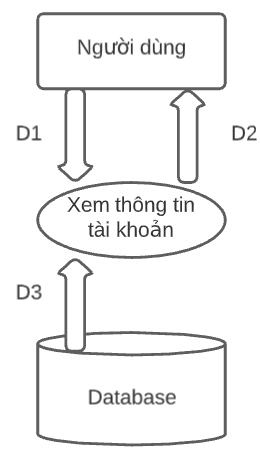 Người dùng
D1
D2
Xem thông tin
tài khoản
D3
Database